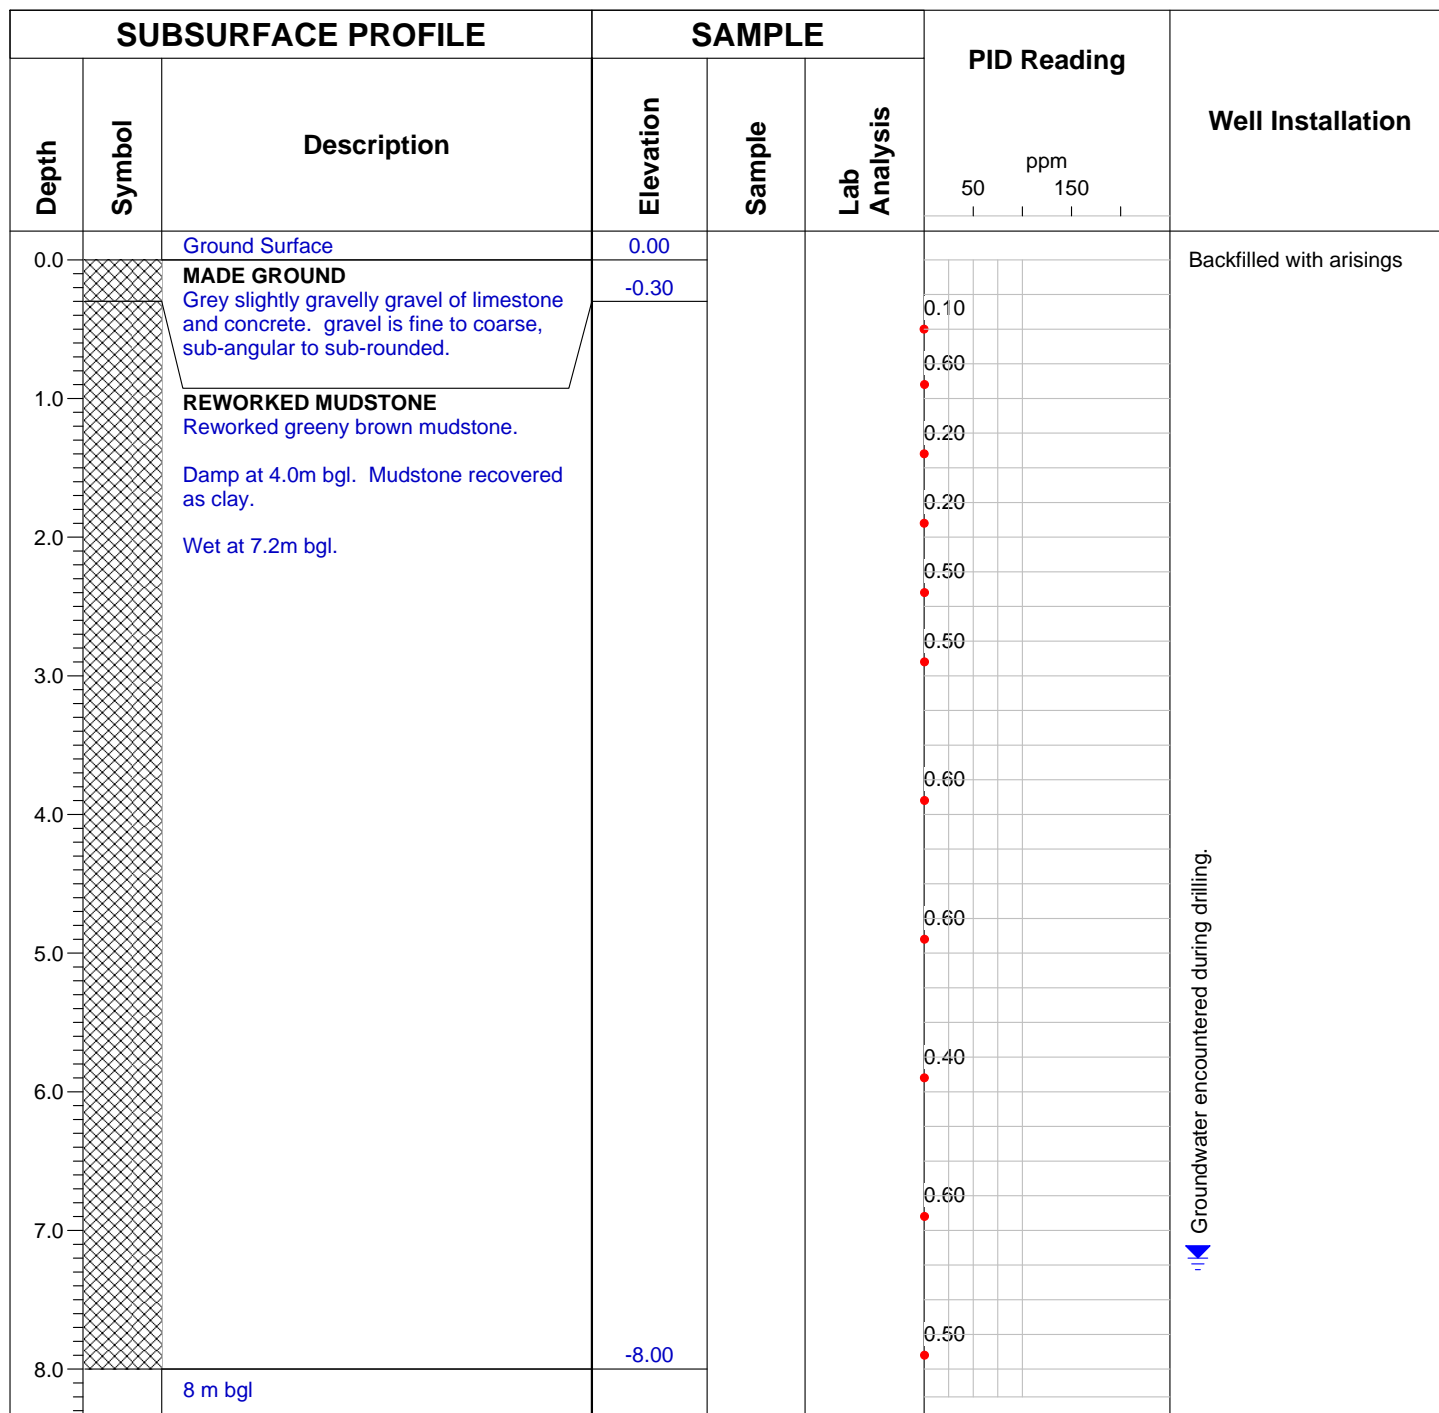 SUBSURFACE PROFILE
SAMPLE
PID Reading
Well Installation
Depth
Symbol
Description
Elevation
Sample
Lab
Analysis
ppm
50 150
Ground Surface
0.00
0.0
MADE GROUND
Grey slightly gravelly gravel of limestone
and concrete. gravel is fine to coarse,
sub-angular to sub-rounded.
-0.30
Backfilled with arisings
0.10
0.60
1.0
REWORKED MUDSTONE
Reworked greeny brown mudstone.
0.20
Damp at 4.0m bgl. Mudstone recovered
as clay.
0.20
2.0
Wet at 7.2m bgl.
0.50
0.50
3.0
0.60
4.0
0.60
5.0
0.40
6.0
0.60
7.0
Groundwater encountered during drilling.
0.50
-8.00
8.0
8 m bgl